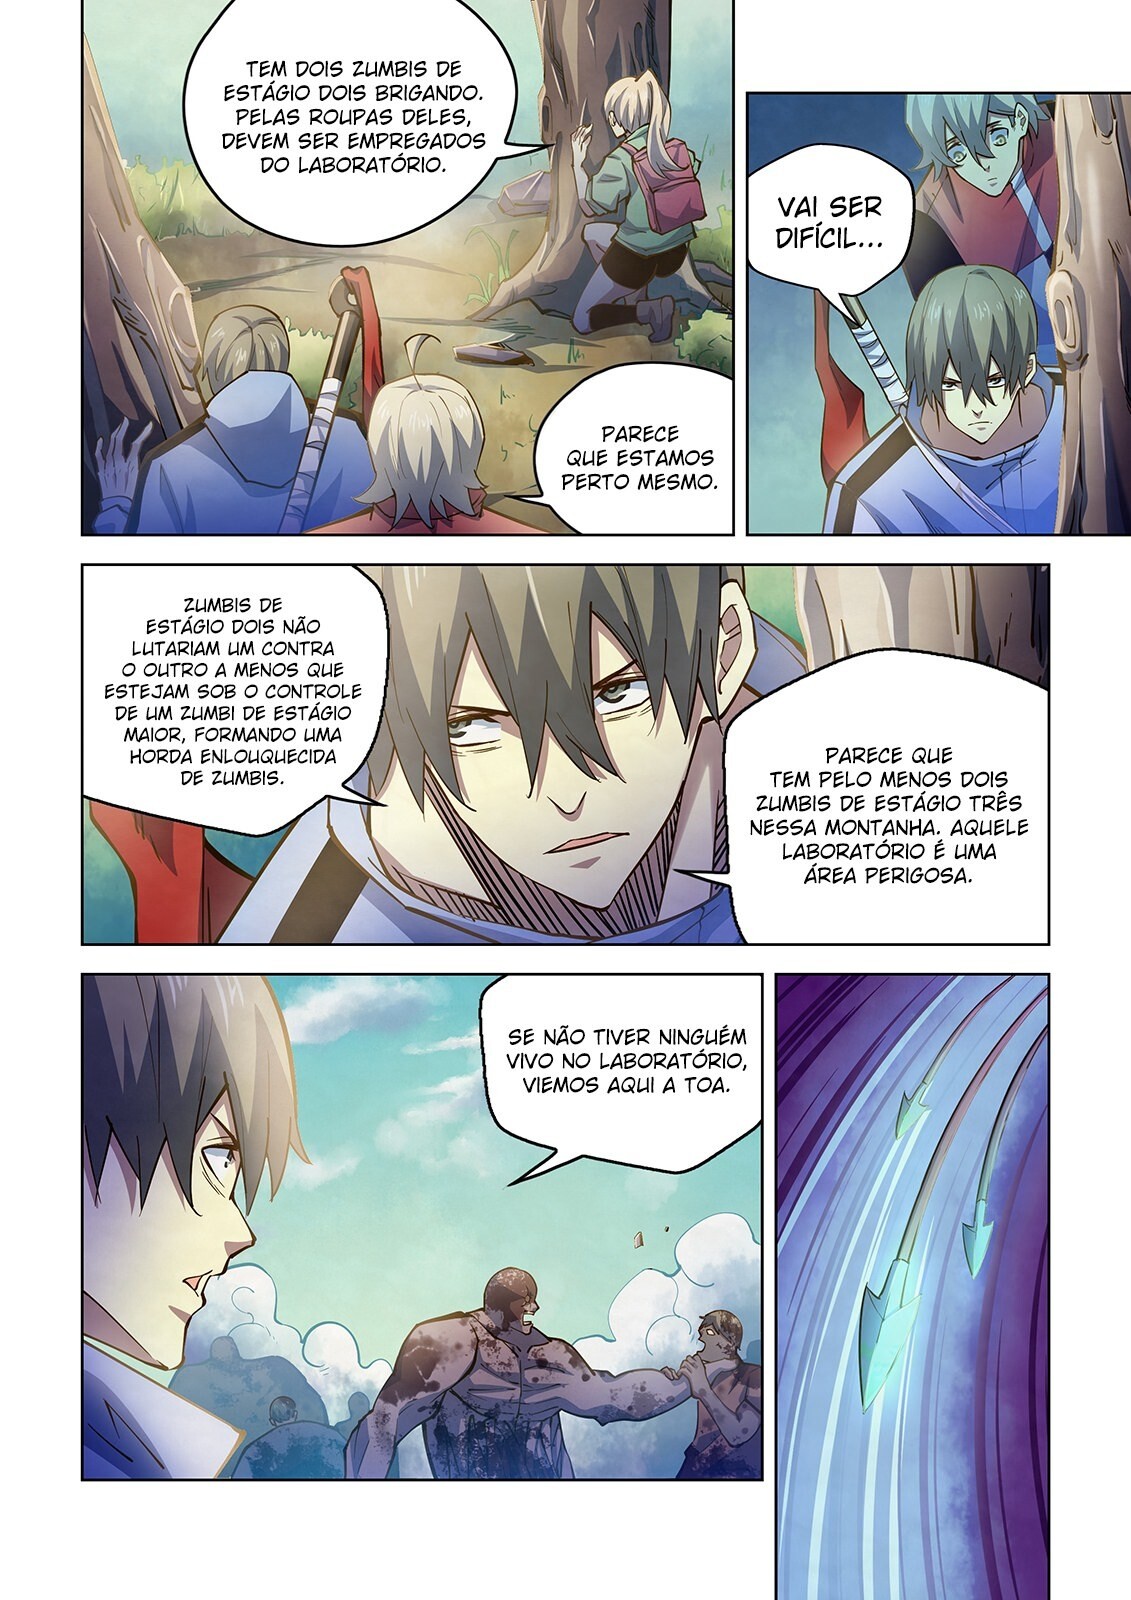 TEM DOIS ZUMBIS DE
ESTÁGIO DOIS BRIGANDO.
PELAS ROUPAS DELES,
DEVEM SER EMPREGADOS
DO LABORATÓRIO.
PARECE
QUE ESTAMOS
PERTO MESMO.
VAI SER
DIFÍCIL...
ZUMBIS DE
ESTÁGIO DOIS NÃO
LUTARIAM UM CONTRA
O OUTRO A MENOS QUE
ESTEJAM SOB O CONTROLE
DE UM ZUMBI DE ESTÁGIO
MAIOR, FORMANDO UMA
HORDA ENLOUQUECIDA
DE ZUMBIS.
PARECE QUE
TEM PELO MENOS DOIS
ZUMBIS DE ESTÁGIO TRÊS
NESSA MONTANHA. AQUELE
LABORATÓRIO É UMA
ÁREA PERIGOSA.
SE NÃO TIVER NINGUÉM
VIVO NO LABORATÓRIO,
VIEMOS AQUI A TOA.